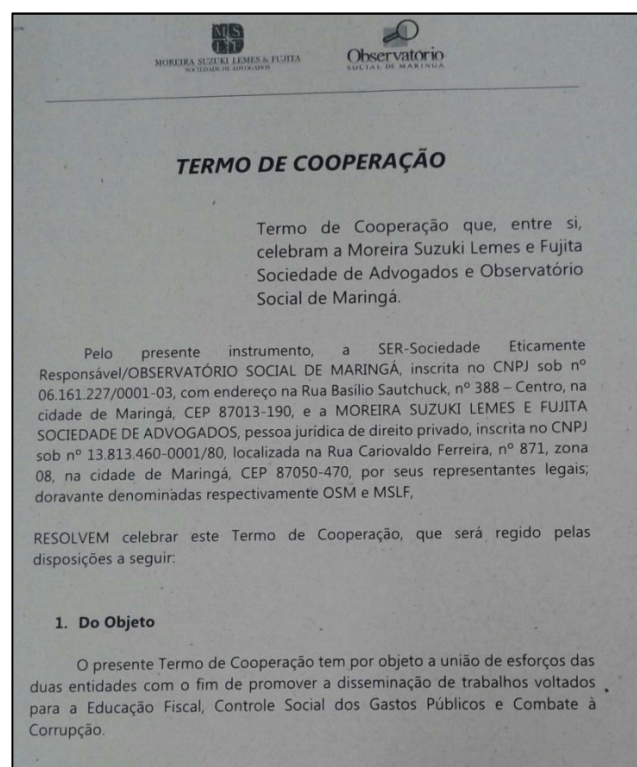 MS
LF
MOREIRA SUZUKI LEMES & FUJITA
SOCIEDADE DE ADVOGADOS
Observatório
SOCIAL DE MARINGÁ
TERMO DE COOPERAÇÃO
Termo de Cooperação que, entre si,
celebram a Moreira Suzuki Lemes e Fujita
Sociedade de Advogados e Observatório
Social de Maringá.
Pelo presente instrumento, a SER-Sociedade Eticamente
Responsável/OBSERVATÓRIO SOCIAL DE MARINGÁ, inscrita no CNPJ sob nº
06.161.227/0001-03, com endereço na Rua Basílio Sautchuck, nº 388 – Centro, na
cidade de Maringá, CEP 87013-190, e a MOREIRA SUZUKI LEMES E FUJITA
SOCIEDADE DE ADVOGADOS, pessoa jurídica de direito privado, inscrita no CNPJ
sob nº 13.813.460-0001/80, localizada na Rua Cariovaldo Ferreira, nº 871, zona
08, na cidade de Maringá, CEP 87050-470, por seus representantes legais;
doravante denominadas respectivamente OSM e MSLF,
RESOLVEM celebrar este Termo de Cooperação, que será regido pelas
disposições a seguir:
1. Do Objeto
O presente Termo de Cooperação tem por objeto a união de esforços das
duas entidades com o fim de promover a disseminação de trabalhos voltados
para a Educação Fiscal, Controle Social dos Gastos Públicos e Combate à
Corrupção.